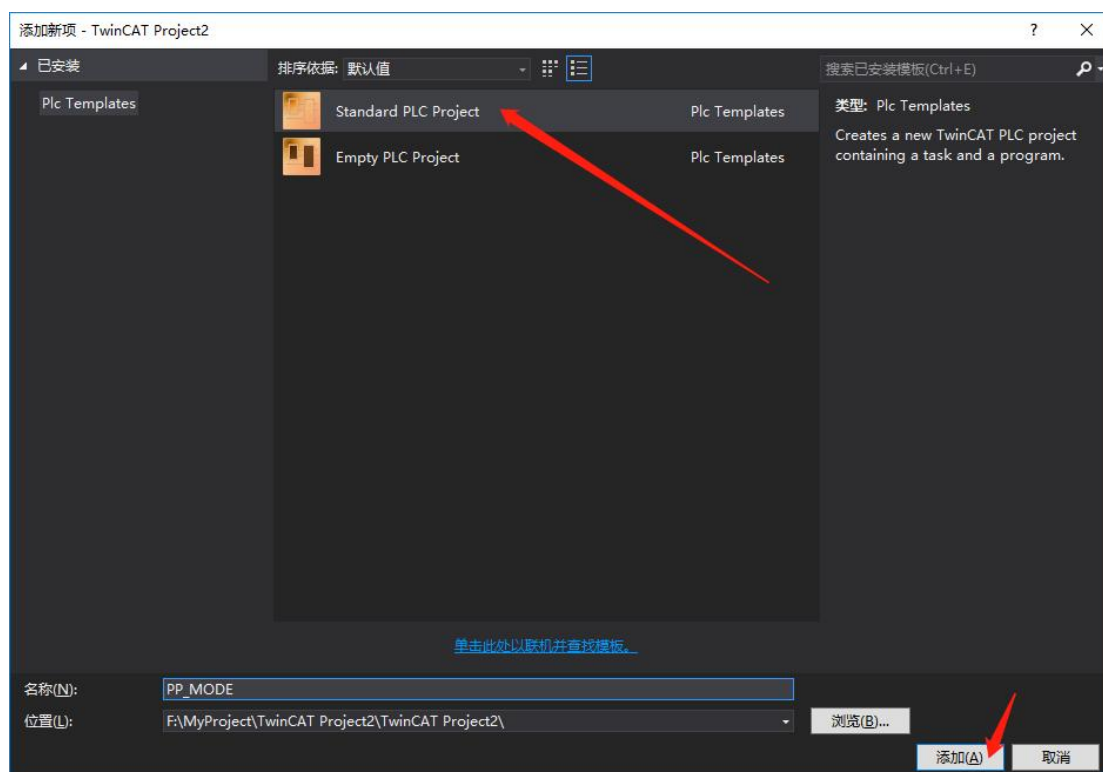 添加新项 - TwinCAT Project2
? ×
已安装
Plc Templates
排序依据: 默认值
搜索已安装模板(Ctrl+E)
Standard PLC Project Plc Templates
Empty PLC Project Plc Templates
类型: Plc Templates
Creates a new TwinCAT PLC project
containing a task and a program.
单击此处以联机并查找模板。
名称(N): PP_MODE
位置(L): F:\MyProject\TwinCAT Project2\TwinCAT Project2\
浏览(B)...
添加(A) 取消